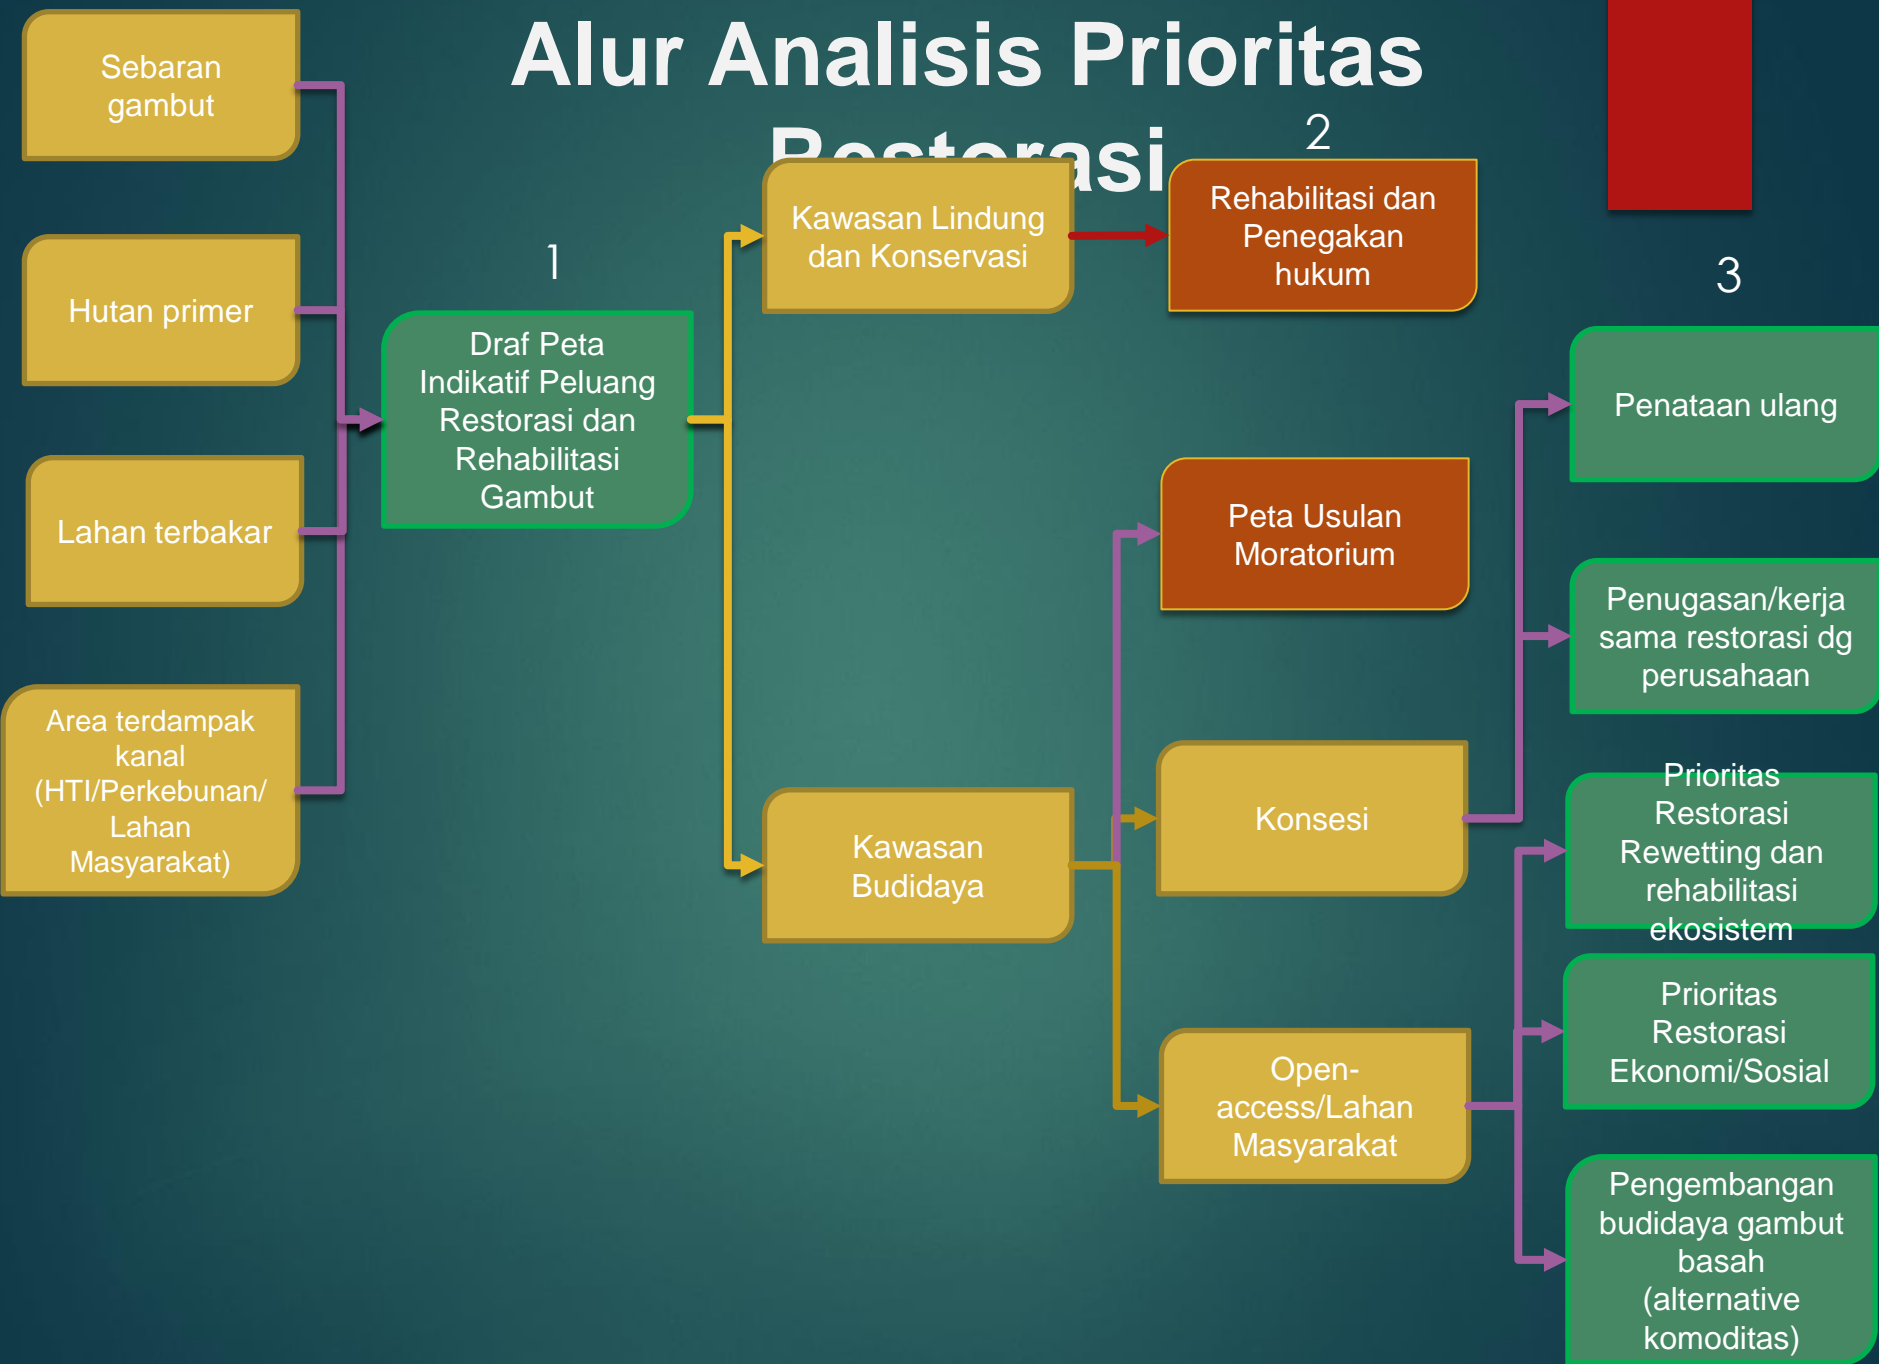 Alur Analisis Prioritas
Restorasi
Sebaran
gambut
Hutan primer
Lahan terbakar
Area terdampak
kanal
(HTI/Perkebunan/
Lahan
Masyarakat)
1
Draf Peta
Indikatif Peluang
Restorasi dan
Rehabilitasi
Gambut
Kawasan Lindung
dan Konservasi
Kawasan
Budidaya
2
Rehabilitasi dan
Penegakan
hukum
Peta Usulan
Moratorium
Konsesi
Open-
access/Lahan
Masyarakat
3
Penataan ulang
Penugasan/kerja
sama restorasi dg
perusahaan
Prioritas
Restorasi
Rewetting dan
rehabilitasi
ekosistem
Prioritas
Restorasi
Ekonomi/Sosial
Pengembangan
budidaya gambut
basah
(alternative
komoditas)